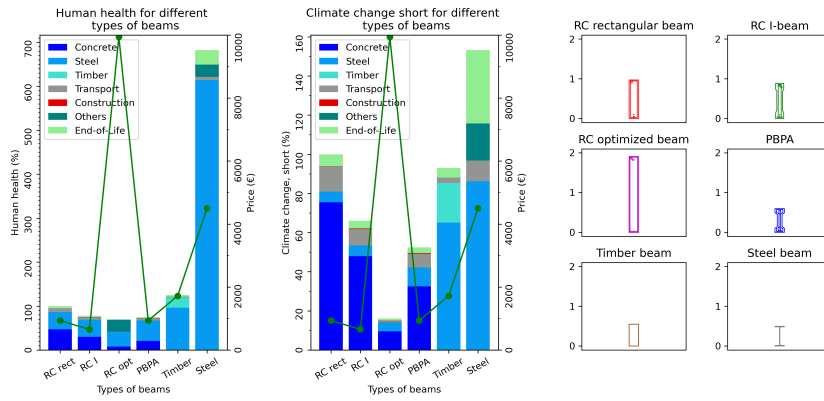 Human health for different
types of beams
Human health (%)
0
100
200
300
400
500
600
700
Concrete
Steel
Timber
Transport
Construction
Others
End-of-Life
0
2000
4000
6000
8000
10000
Price (€)
RC rect
RC I
RC opt
PBPA
Timber
Steel
Types of beams
Climate change short for different
types of beams
Climate change, short (%)
0
20
40
60
80
100
120
140
160
Concrete
Steel
Timber
Transport
Construction
Others
End-of-Life
0
2000
4000
6000
8000
10000
Price (€)
RC rect
RC I
RC opt
PBPA
Timber
Steel
Types of beams
RC rectangular beam
2
1
0
RC I-beam
2
1
0
RC optimized beam
2
1
0
PBPA
2
1
0
Timber beam
2
1
0
Steel beam
2
1
0